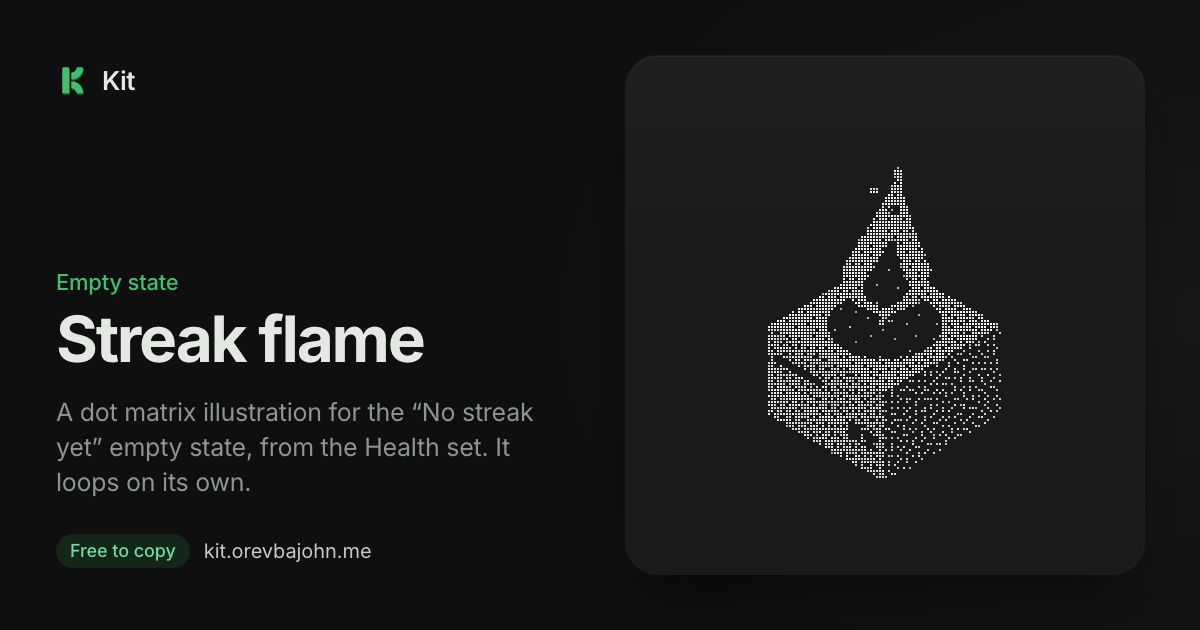 Kit
Empty state
Streak flame
A dot matrix illustration for the “No streak
yet” empty state, from the Health set. It
loops on its own.
Free to copy
kit.orevbajohn.me